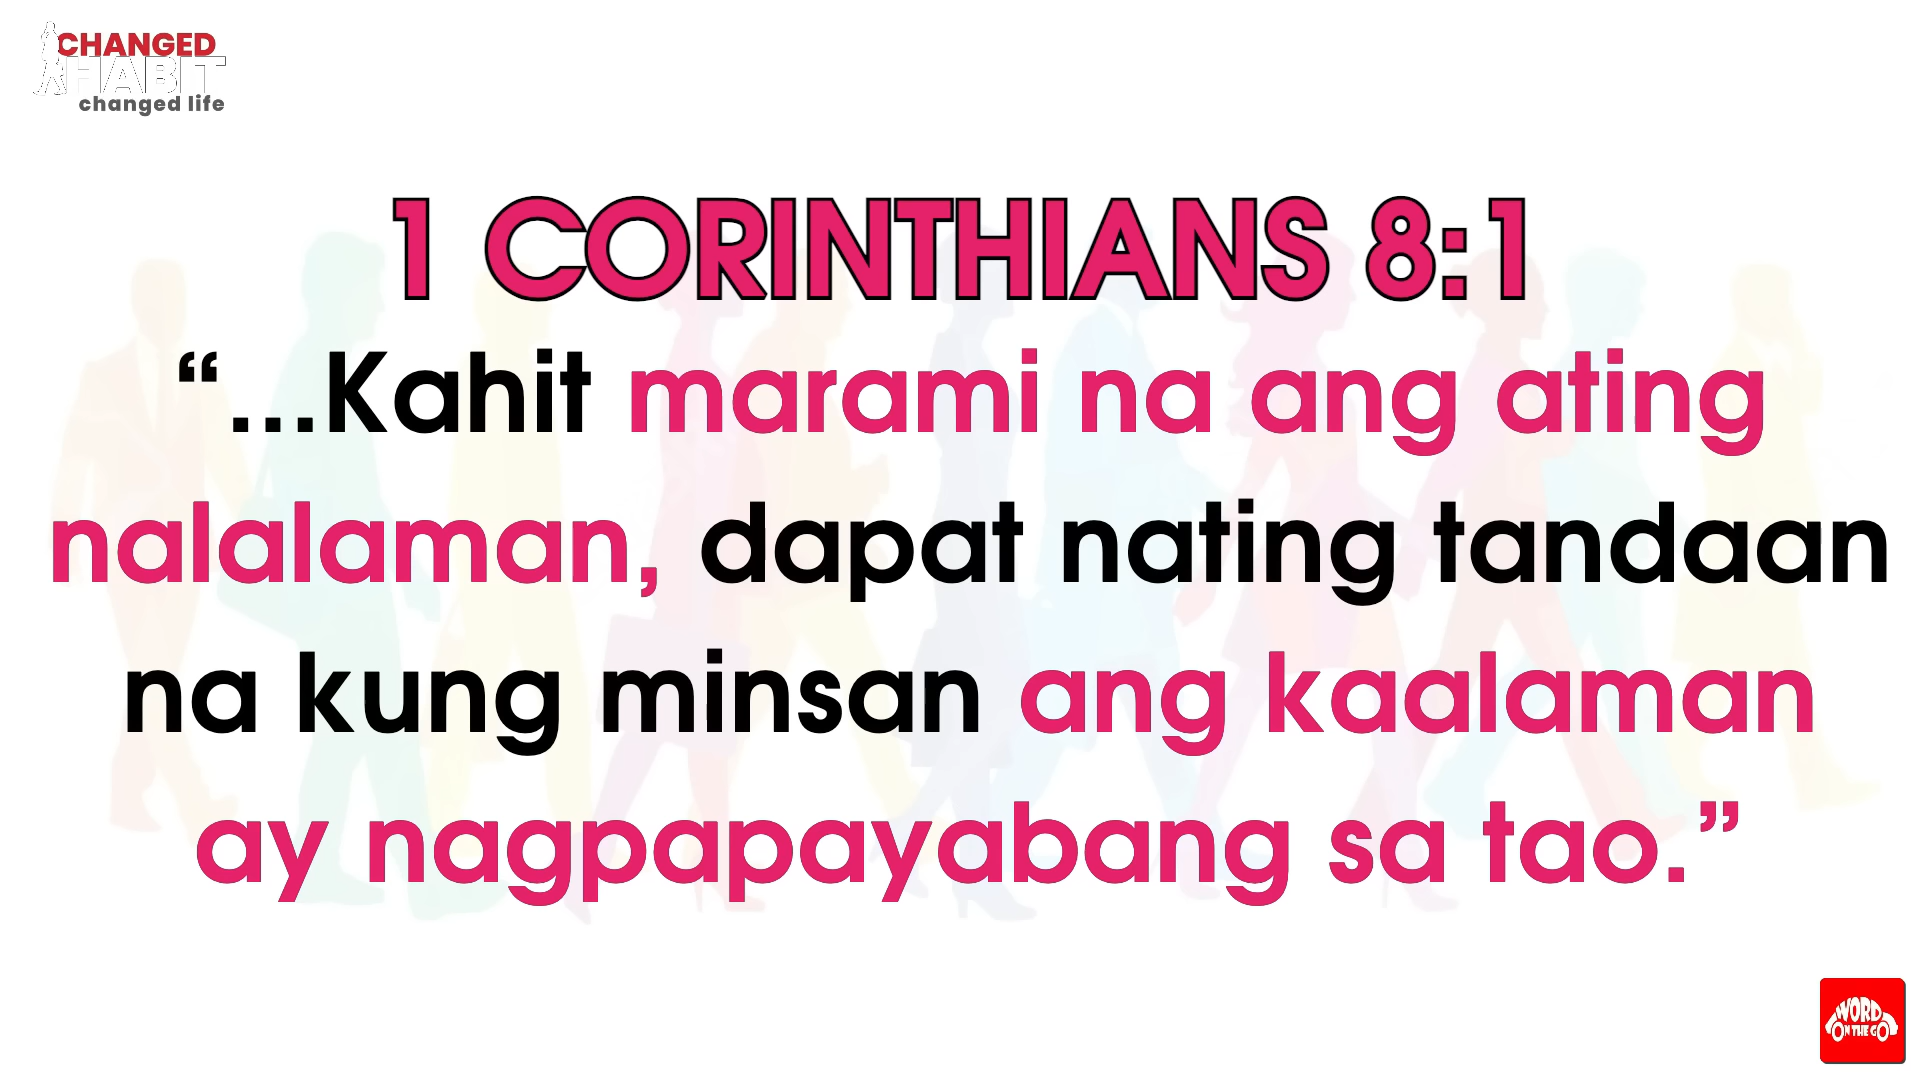 CHANGED
HABIT
changed life
1 CORINTHIANS 8:1
“...Kahit marami na ang ating
nalalaman, dapat nating tandaan
na kung minsan ang kaalaman
ay nagpapayabang sa tao.”
WORD
ON THE GO